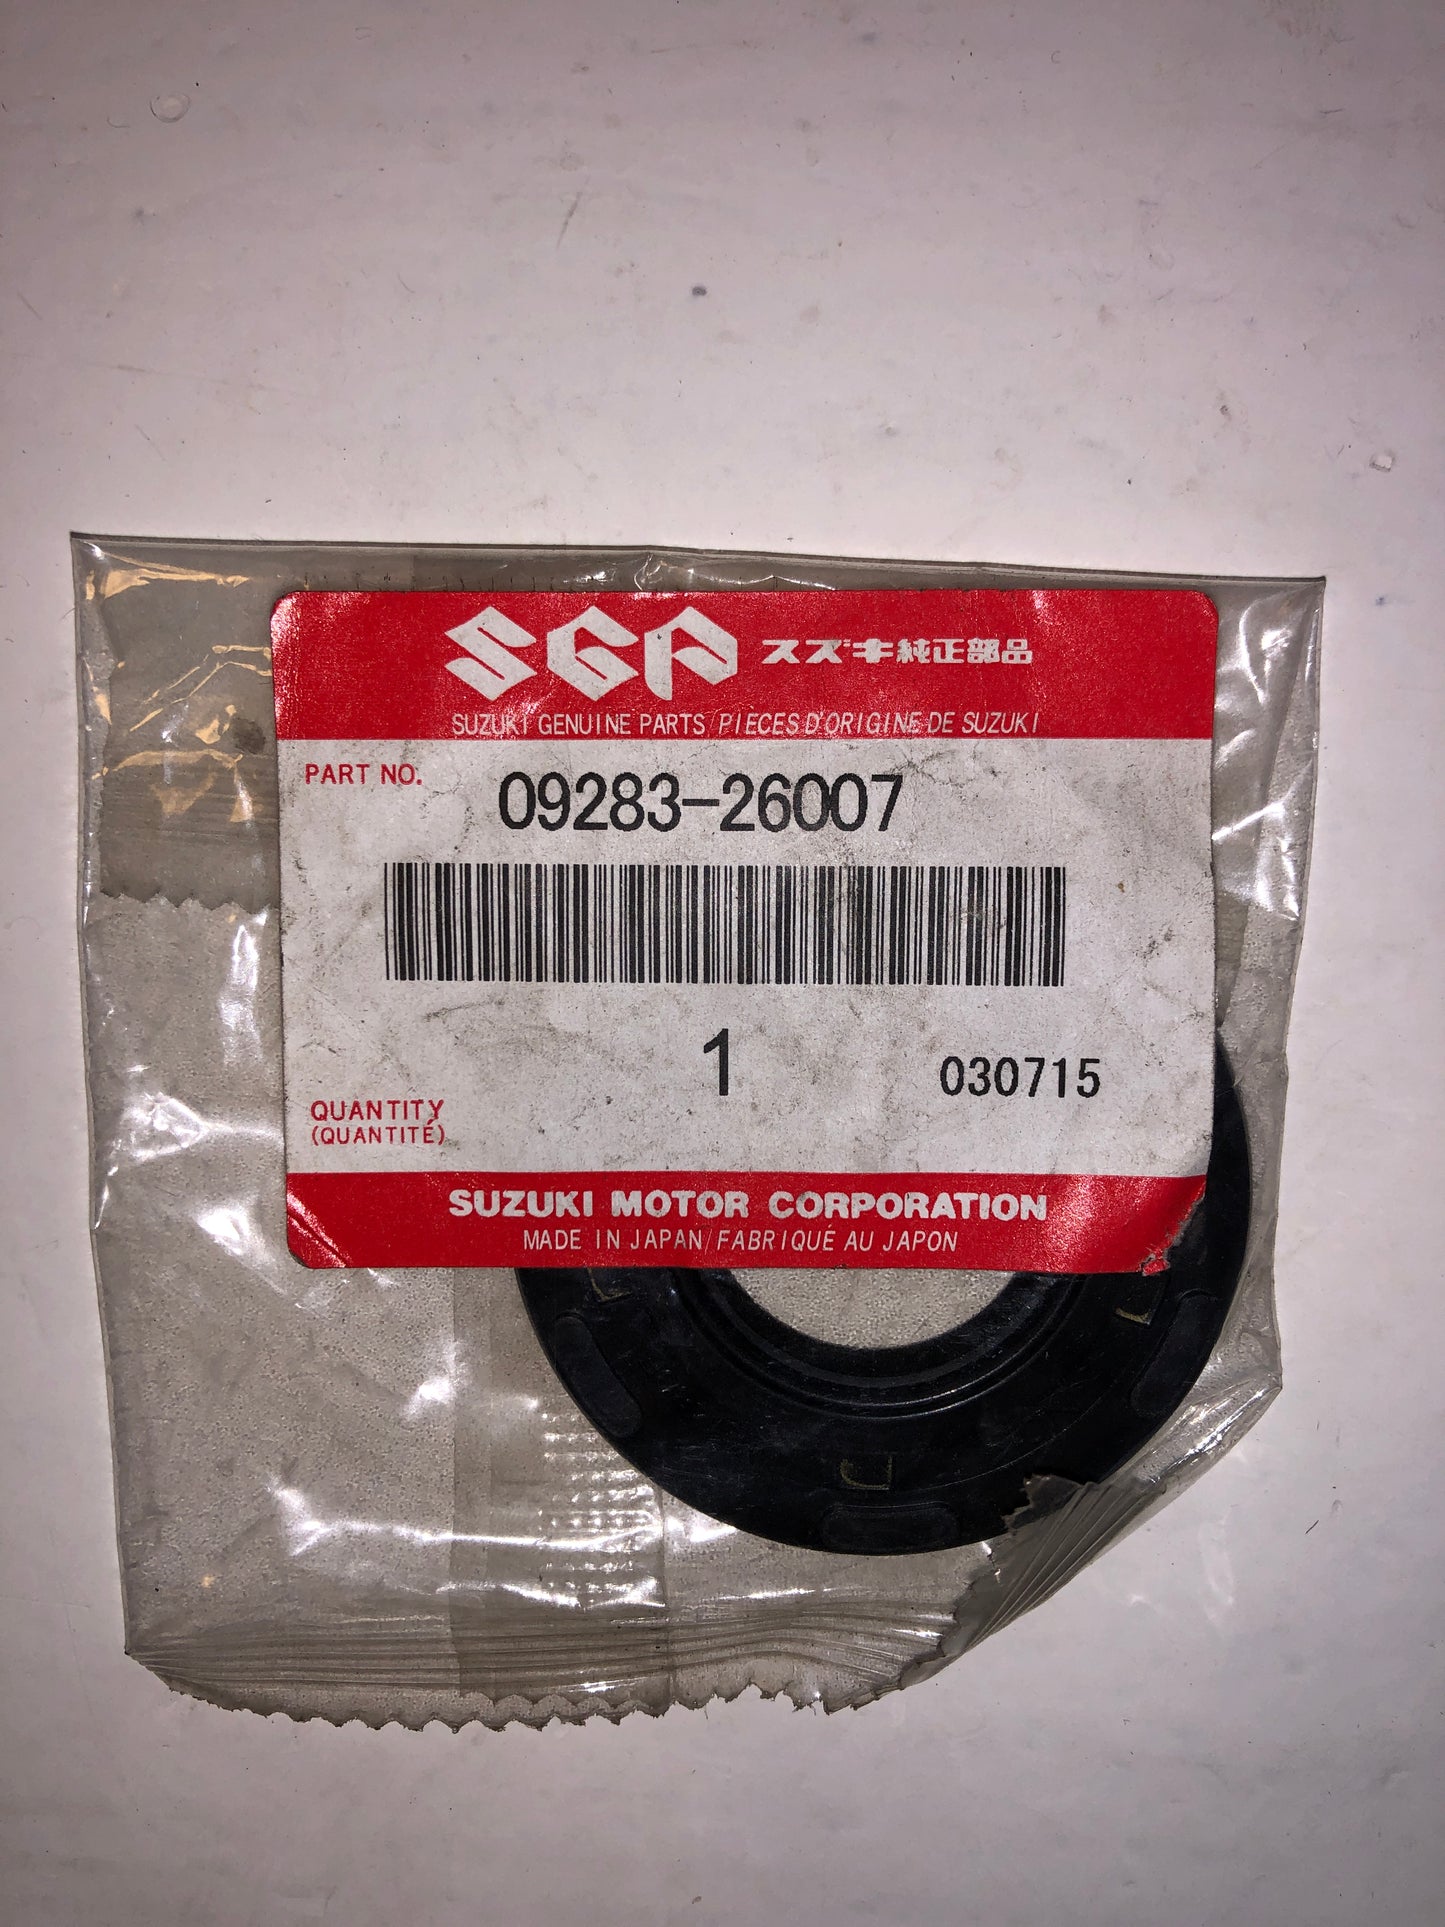 SGP スズキ純正部品
SUZUKI GENUINE PARTS/PIÈCES D'ORIGINE DE SUZUKI
PART NO. 09283-26007
1 030715
QUANTITY
(QUANTITÉ)
SUZUKI MOTOR CORPORATION
MADE IN JAPAN/FABRIQUÉ AU JAPON